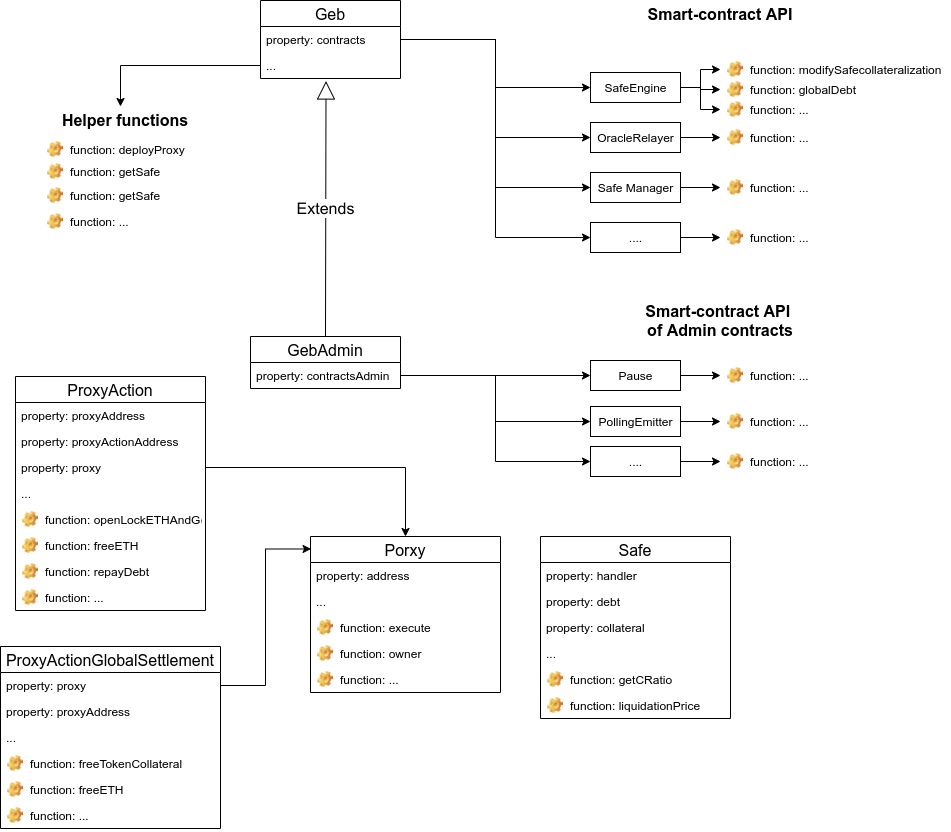 Geb
property: contracts
...
Helper functions
function: deployProxy
function: getSafe
function: getSafe
function: ...
Extends
Smart-contract API
SafeEngine
function: modifySafecollateralization
function: globalDebt
function: ...
OracleRelayer
function: ...
Safe Manager
function: ...
....
function: ...
GebAdmin
property: contractsAdmin
Smart-contract API
of Admin contracts
Pause
function: ...
PollingEmitter
function: ...
....
function: ...
ProxyAction
property: proxyAddress
property: proxyActionAddress
property: proxy
...
function: openLockETHAndG
function: freeETH
function: repayDebt
function: ...
Porxy
property: address
...
function: execute
function: owner
function: ...
Safe
property: handler
property: debt
property: collateral
...
function: getCRatio
function: liquidationPrice
ProxyActionGlobalSettlement
property: proxy
property: proxyAddress
...
function: freeTokenCollateral
function: freeETH
function: ...